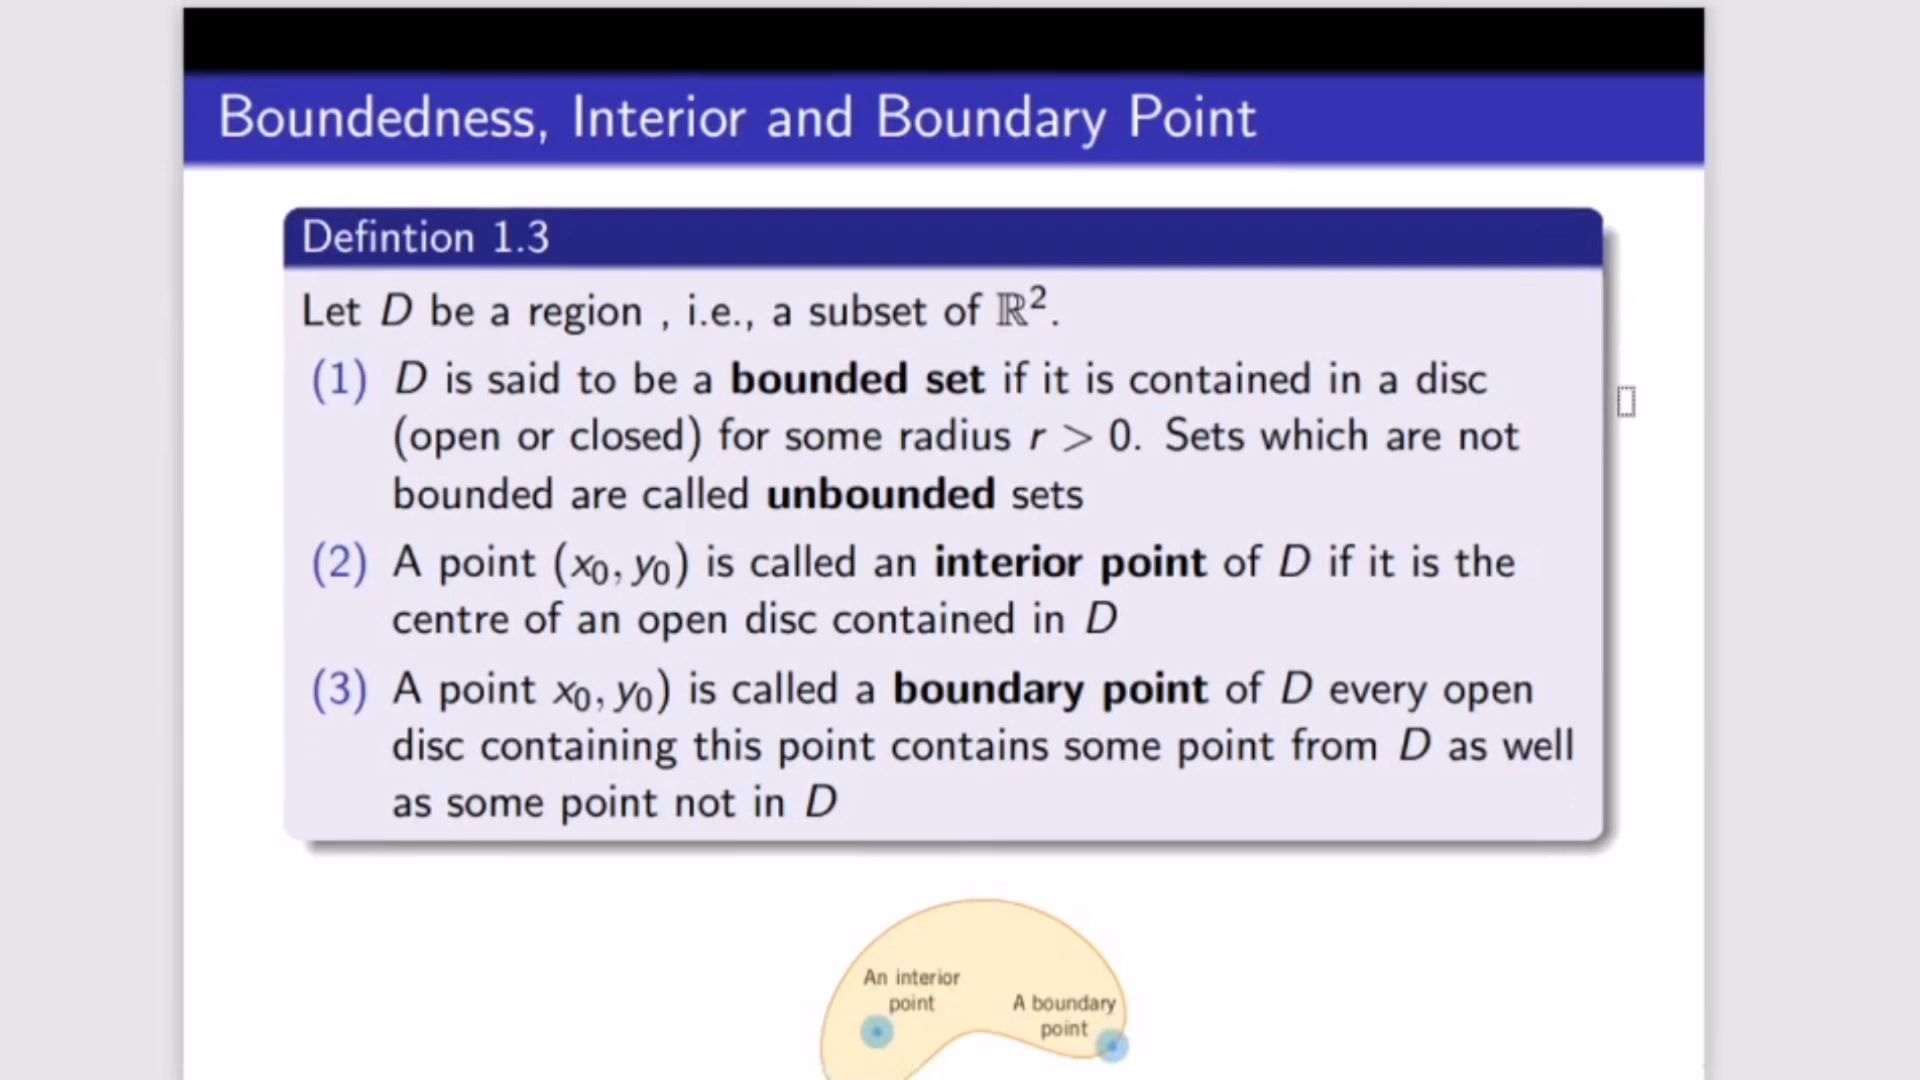 Boundedness, Interior and Boundary Point
Defintion 1.3
Let D be a region , i.e., a subset of ℝ².
(1) D is said to be a bounded set if it is contained in a disc
(open or closed) for some radius r > 0. Sets which are not
bounded are called unbounded sets
(2) A point (x₀, y₀) is called an interior point of D if it is the
centre of an open disc contained in D
(3) A point x₀, y₀) is called a boundary point of D every open
disc containing this point contains some point from D as well
as some point not in D
An interior
point
A boundary
point